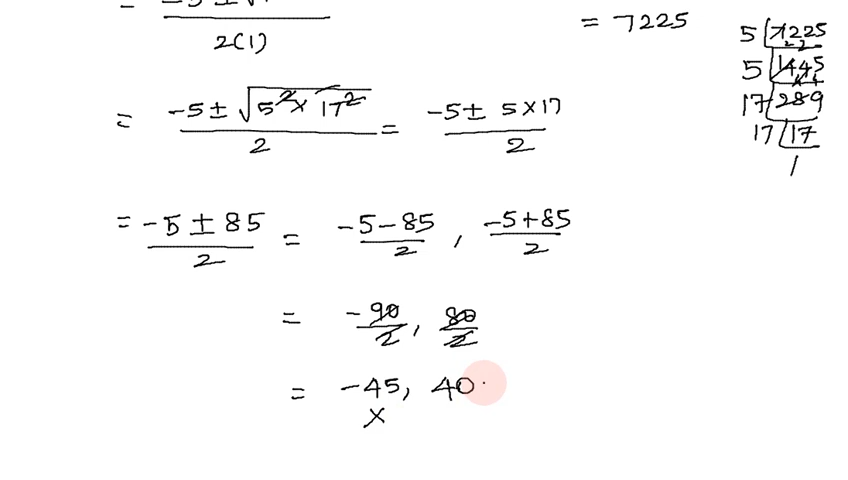 = -5 ± √
2(1)
= 7225
= -5 ± √5² × 17² / 2 = -5 ± 5 × 17 / 2
5 7225
5 1445
17 289
17 17
1
= -5 ± 85 / 2 = -5 - 85 / 2 , -5 + 85 / 2
= -90 / 2 , 80 / 2
= -45, 40
x